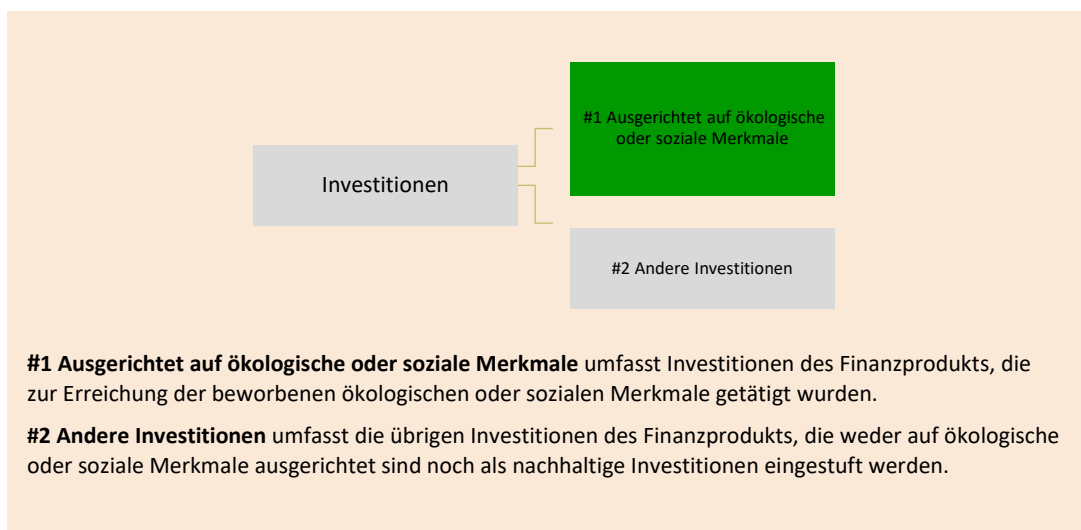 #1 Ausgerichtet auf ökologische
oder soziale Merkmale
Investitionen
#2 Andere Investitionen
#1 Ausgerichtet auf ökologische oder soziale Merkmale umfasst Investitionen des Finanzprodukts, die
zur Erreichung der beworbenen ökologischen oder sozialen Merkmale getätigt wurden.
#2 Andere Investitionen umfasst die übrigen Investitionen des Finanzprodukts, die weder auf ökologische
oder soziale Merkmale ausgerichtet sind noch als nachhaltige Investitionen eingestuft werden.